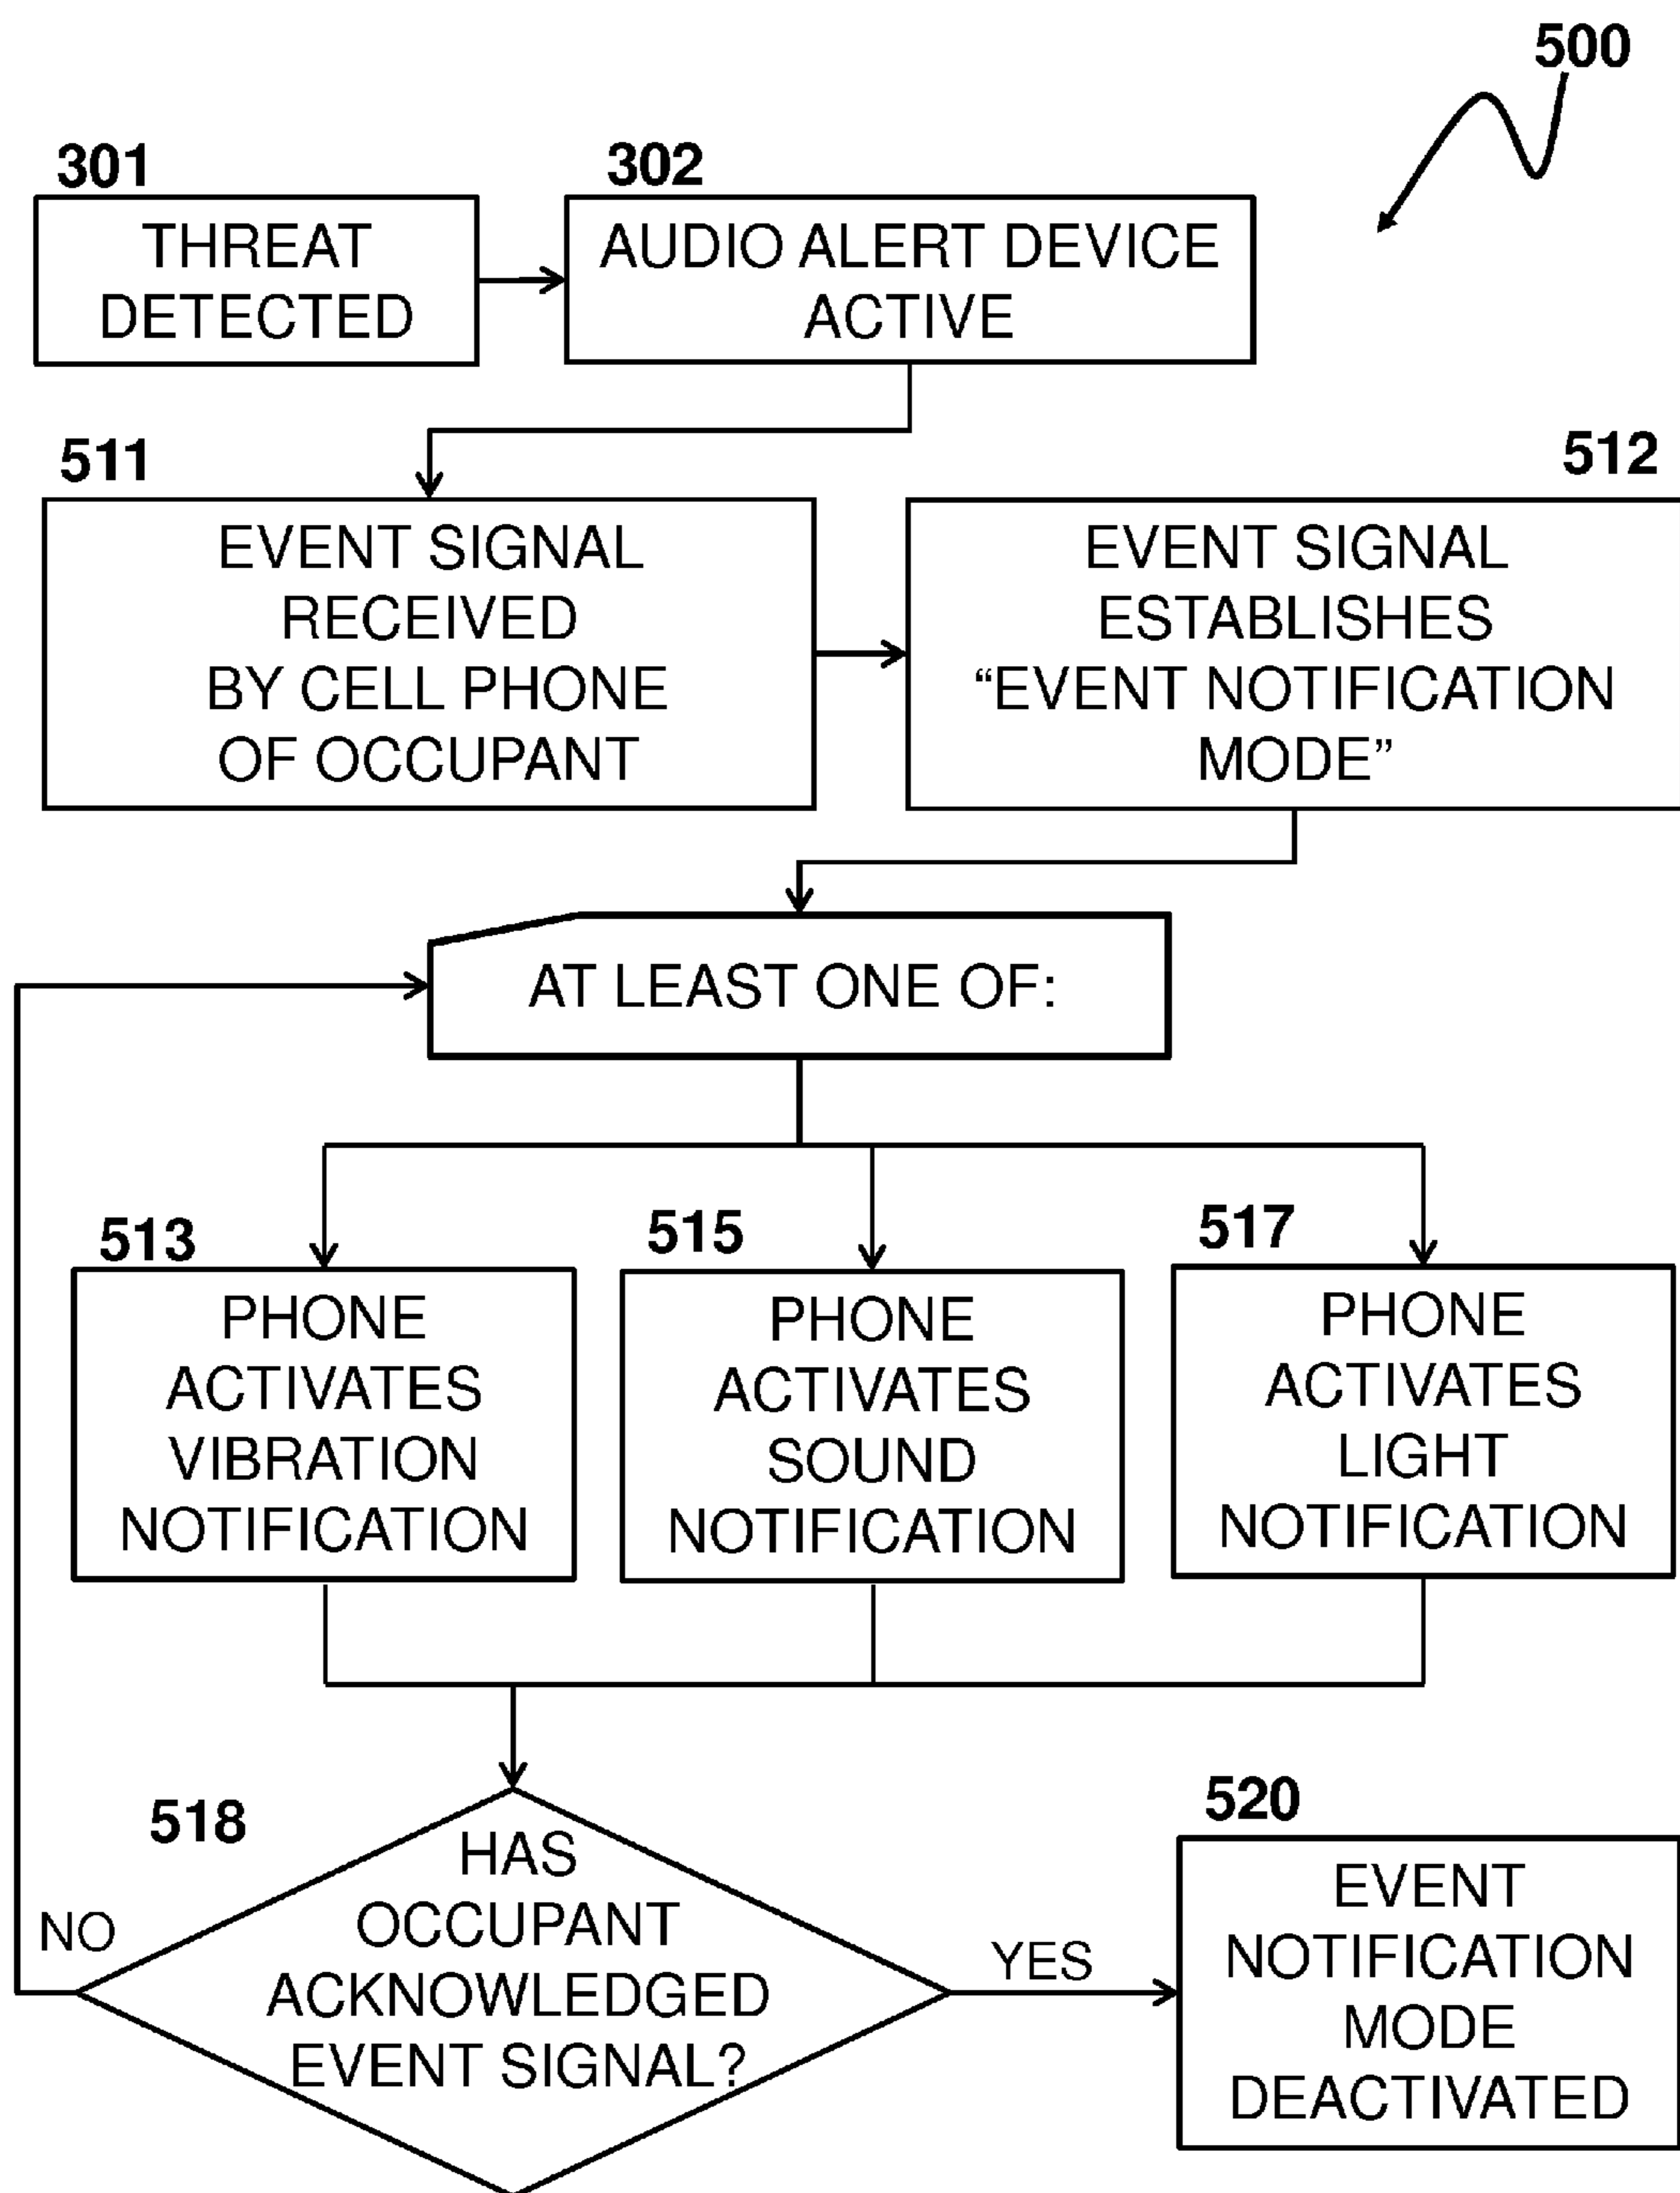 500
301
THREAT
DETECTED
302
AUDIO ALERT DEVICE
ACTIVE
511
EVENT SIGNAL
RECEIVED
BY CELL PHONE
OF OCCUPANT
512
EVENT SIGNAL
ESTABLISHES
“EVENT NOTIFICATION
MODE”
AT LEAST ONE OF:
513
PHONE
ACTIVATES
VIBRATION
NOTIFICATION
515
PHONE
ACTIVATES
SOUND
NOTIFICATION
517
PHONE
ACTIVATES
LIGHT
NOTIFICATION
518
HAS
OCCUPANT
ACKNOWLEDGED
EVENT SIGNAL?
NO
YES
520
EVENT
NOTIFICATION
MODE
DEACTIVATED